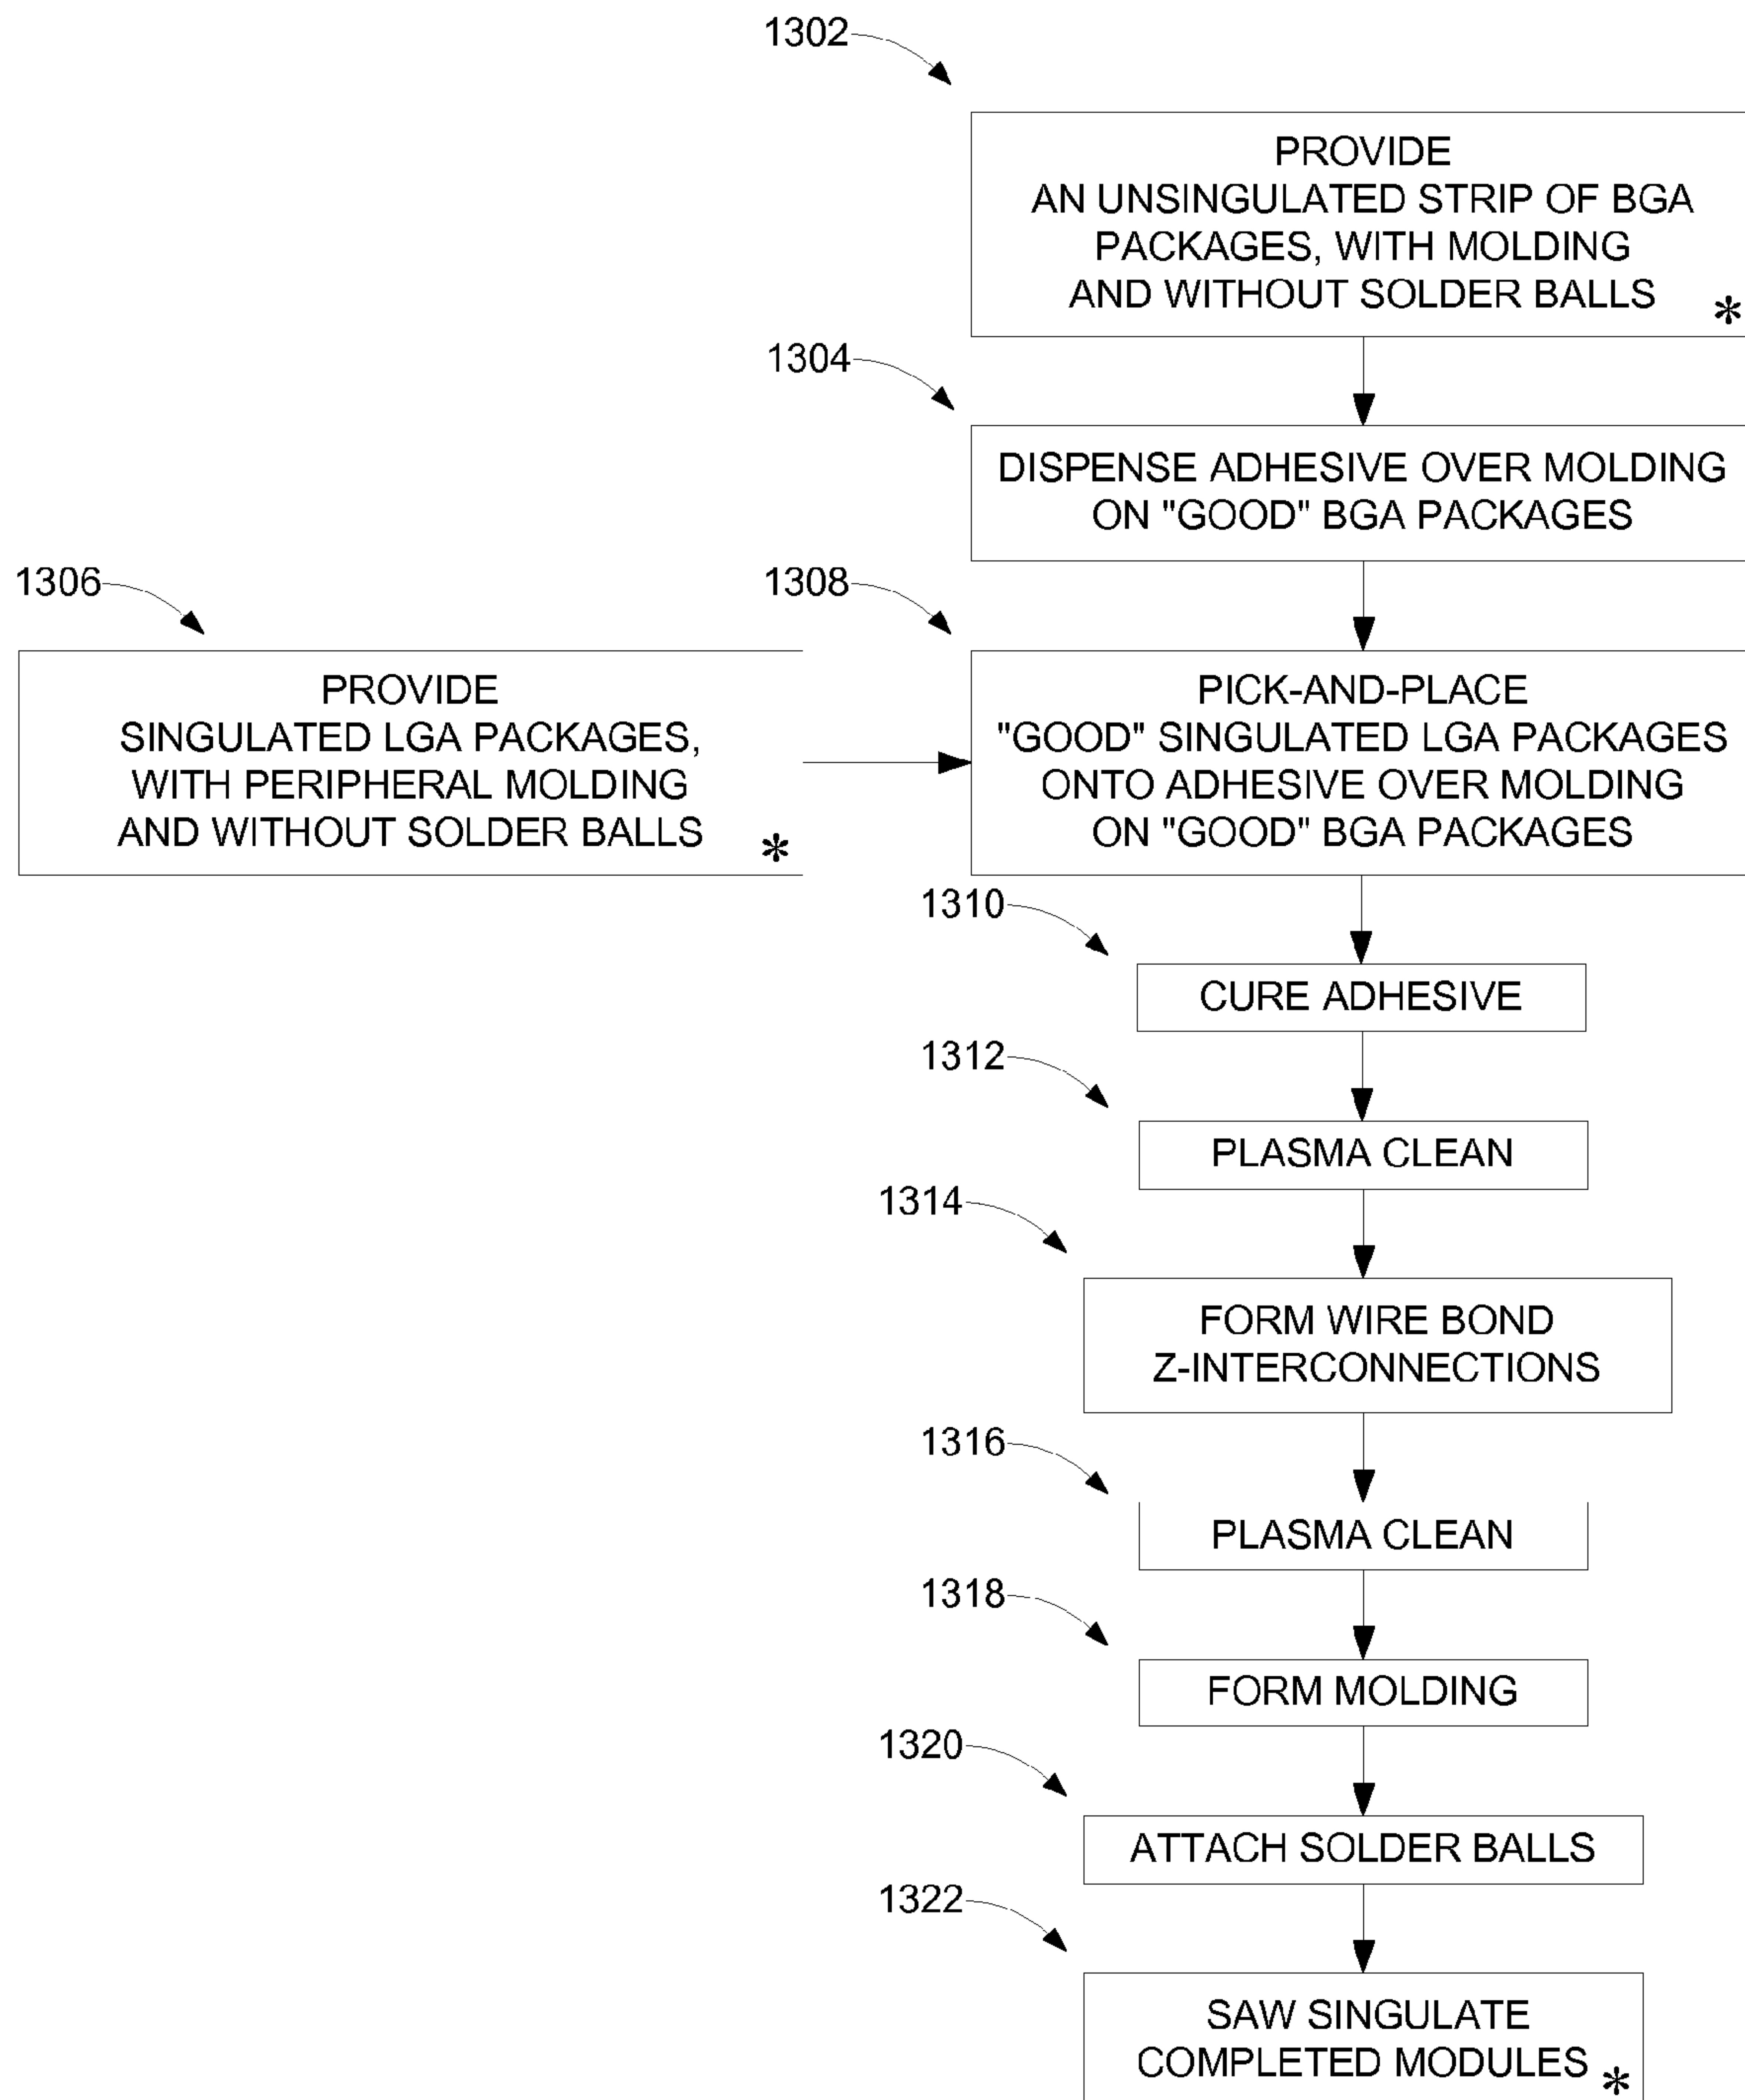 1302
PROVIDE
AN UNSINGULATED STRIP OF BGA
PACKAGES, WITH MOLDING
AND WITHOUT SOLDER BALLS *
1304
DISPENSE ADHESIVE OVER MOLDING
ON "GOOD" BGA PACKAGES
1306
PROVIDE
SINGULATED LGA PACKAGES,
WITH PERIPHERAL MOLDING
AND WITHOUT SOLDER BALLS *
1308
PICK-AND-PLACE
"GOOD" SINGULATED LGA PACKAGES
ONTO ADHESIVE OVER MOLDING
ON "GOOD" BGA PACKAGES
1310
CURE ADHESIVE
1312
PLASMA CLEAN
1314
FORM WIRE BOND
Z-INTERCONNECTIONS
1316
PLASMA CLEAN
1318
FORM MOLDING
1320
ATTACH SOLDER BALLS
1322
SAW SINGULATE
COMPLETED MODULES *